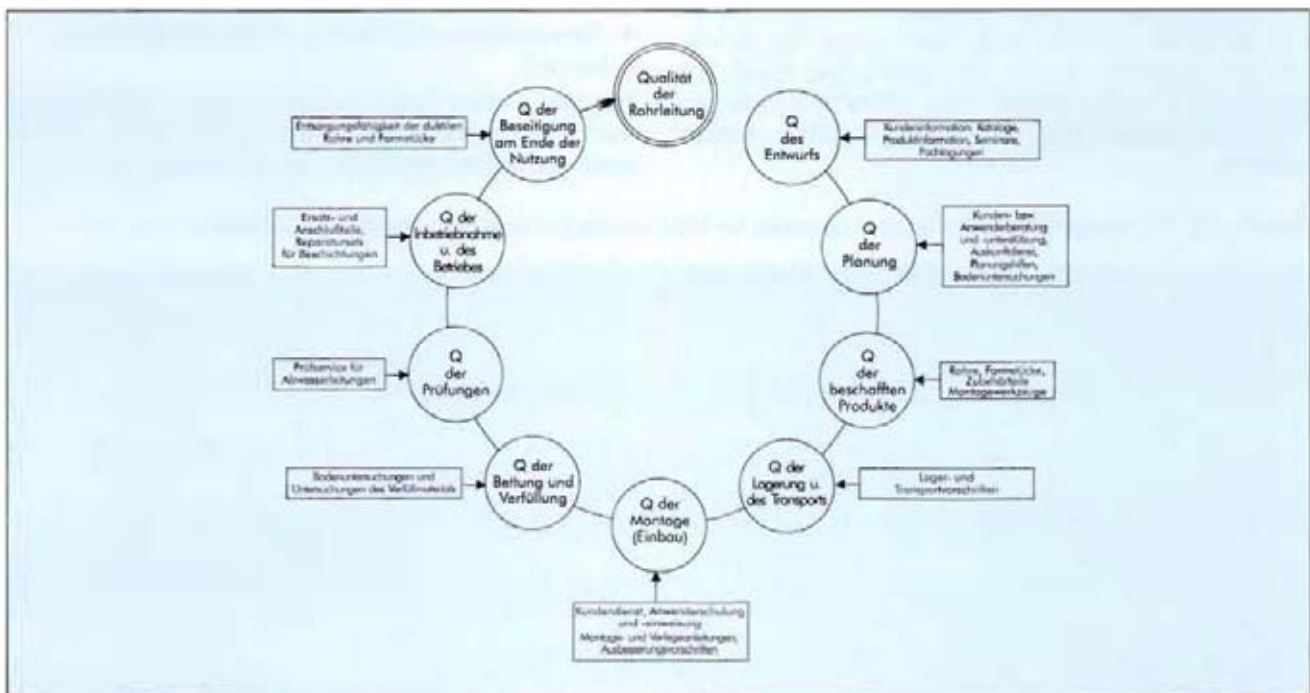 Qualität
der
Rohrleitung
Q
des
Entwurfs
Kundeninformation: Kataloge,
Produktinformation, Seminare,
Fachtagungen
Q
der
Planung
Kunden- bzw.
Anwenderberatung
und -unterstützung,
Auskunftdienst,
Planungshilfen,
Bodenuntersuchungen
Q
der
beschafften
Produkte
Rohre, Formstücke,
Zubehörteile
Montagewerkzeuge
Q der
Lagerung u.
des Transports
Lager- und
Transportvorschriften
Q der
Montage
(Einbau)
Kundendienst, Anwenderschulung
und -einweisung
Montage- und Verlegeanleitungen,
Ausbesserungsvorschriften
Q der
Bettung und
Verfüllung
Bodenuntersuchungen und
Untersuchungen des Verfüllmaterials
Q
der
Prüfungen
Prüfservice für
Abwasserleitungen
Q der
Inbetriebnahme
u. des
Betriebes
Ersatz- und
Anschlußteile,
Reparatursets
für Beschichtungen
Q der
Beseitigung
am Ende der
Nutzung
Entsorgungsfähigkeit der duktilen
Rohre und Formstücke